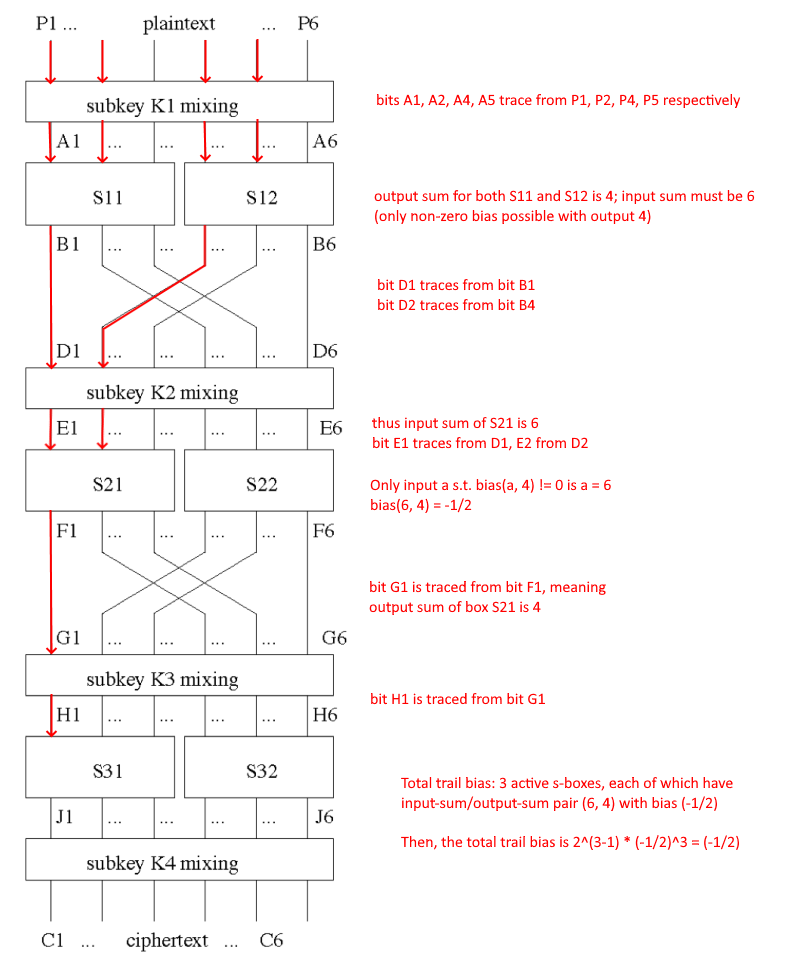 P1 ... plaintext ... P6
subkey K1 mixing
bits A1, A2, A4, A5 trace from P1, P2, P4, P5 respectively
A1 ... ... ... ... A6
S11 S12
output sum for both S11 and S12 is 4; input sum must be 6
(only non-zero bias possible with output 4)
B1 ... ... ... ... B6
bit D1 traces from bit B1
bit D2 traces from bit B4
D1 ... ... ... ... D6
subkey K2 mixing
thus input sum of S21 is 6
bit E1 traces from D1, E2 from D2
E1 ... ... ... ... E6
S21 S22
Only input a s.t. bias(a, 4) != 0 is a = 6
bias(6, 4) = -1/2
F1 ... ... ... ... F6
bit G1 is traced from bit F1, meaning
output sum of box S21 is 4
G1 ... ... ... ... G6
subkey K3 mixing
bit H1 is traced from bit G1
H1 ... ... ... ... H6
S31 S32
Total trail bias: 3 active s-boxes, each of which have
input-sum/output-sum pair (6, 4) with bias (-1/2)
J1 ... ... ... ... J6
Then, the total trail bias is 2^(3-1) * (-1/2)^3 = (-1/2)
subkey K4 mixing
C1 ... ciphertext ... C6